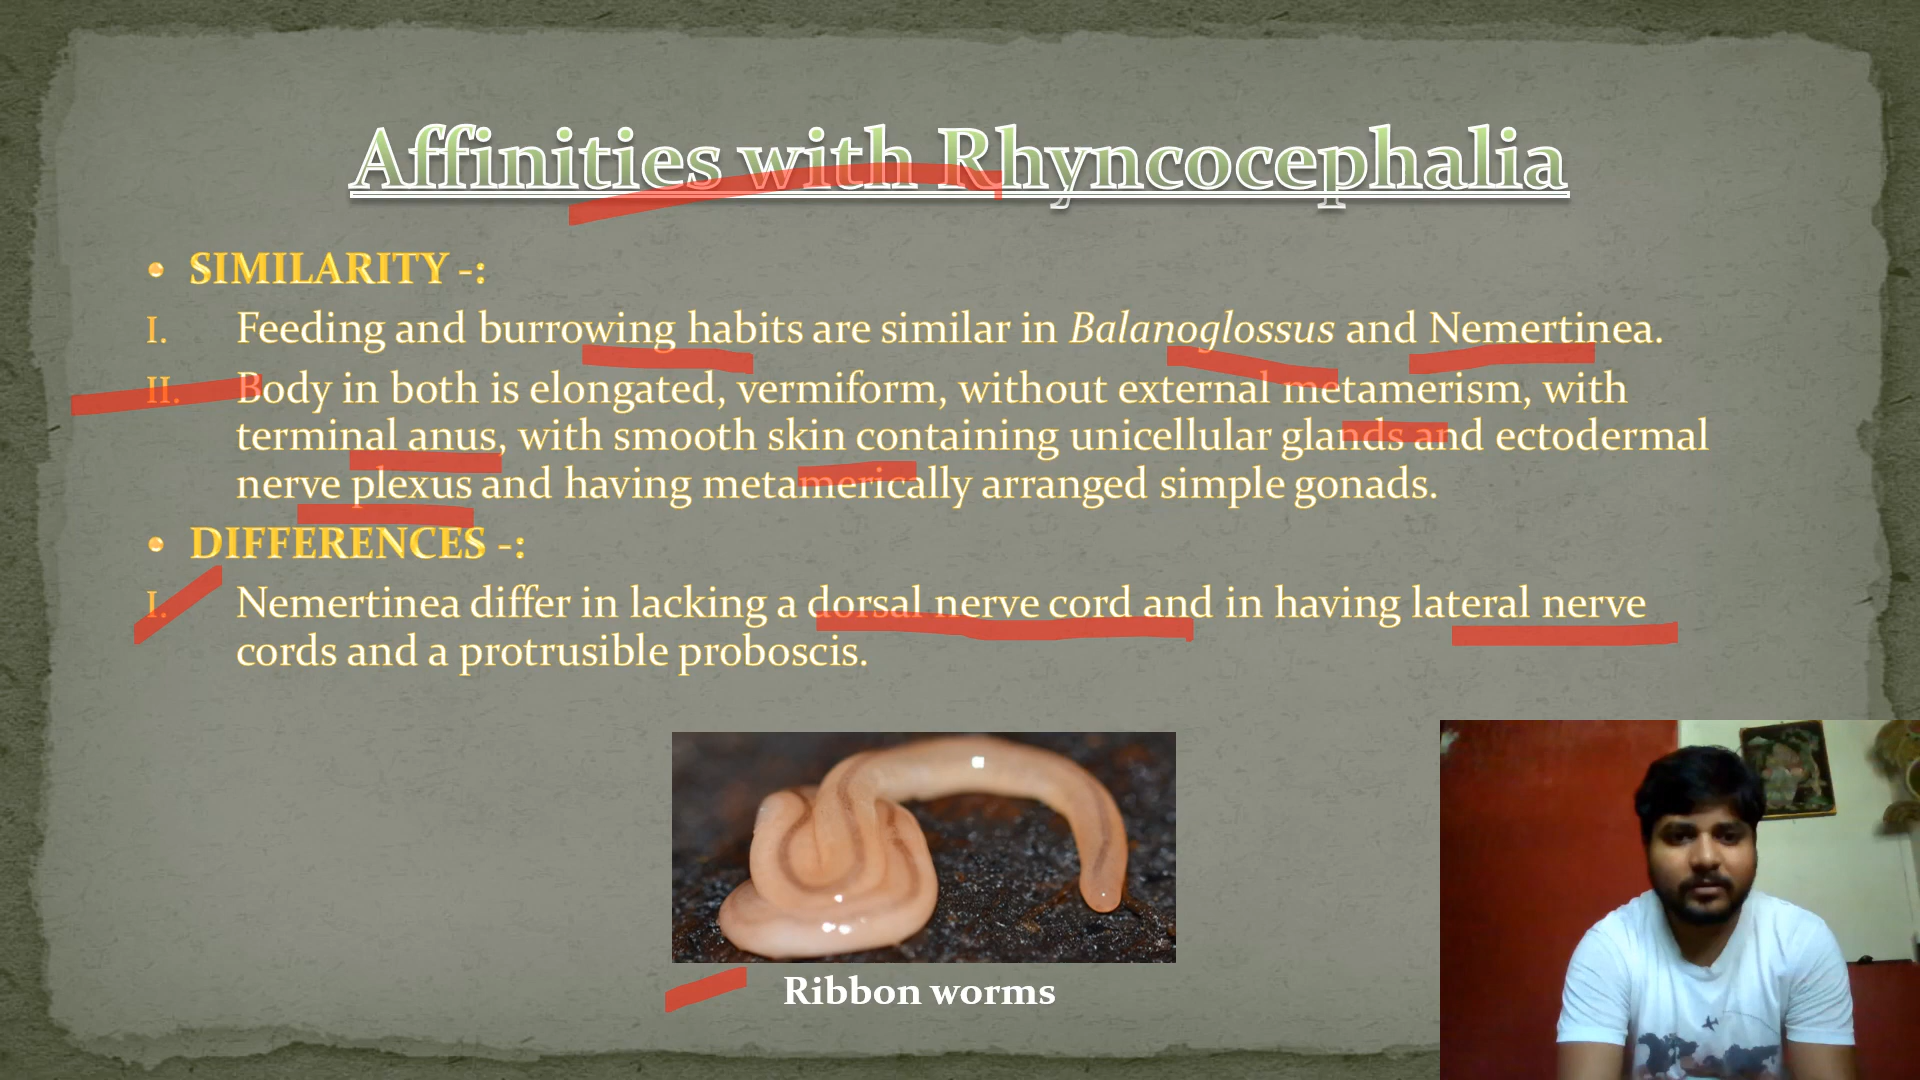 Affinities with Rhyncocephalia
• SIMILARITY -:
I. Feeding and burrowing habits are similar in Balanoglossus and Nemertinea.
II. Body in both is elongated, vermiform, without external metamerism, with
terminal anus, with smooth skin containing unicellular glands and ectodermal
nerve plexus and having metamerically arranged simple gonads.
• DIFFERENCES -:
I. Nemertinea differ in lacking a dorsal nerve cord and in having lateral nerve
cords and a protrusible proboscis.
Ribbon worms